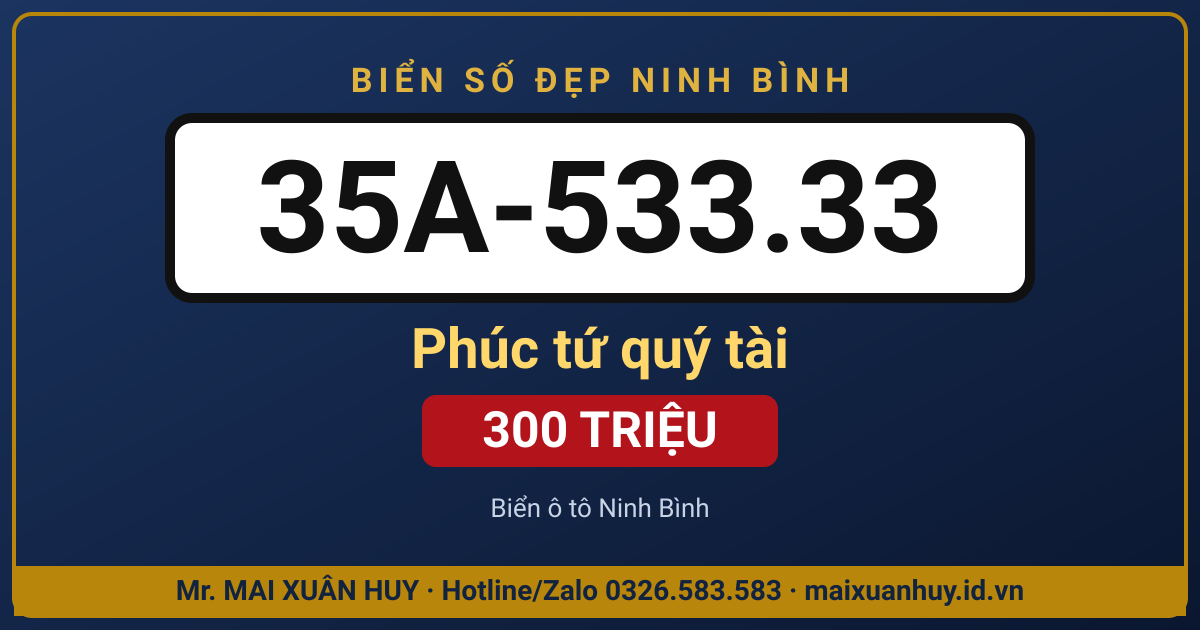 BIỂN SỐ ĐẸP NINH BÌNH
35A-533.33
Phúc tứ quý tài
300 TRIỆU
Biển ô tô Ninh Bình
Mr. MAI XUÂN HUY · Hotline/Zalo 0326.583.583 · maixuanhuy.id.vn